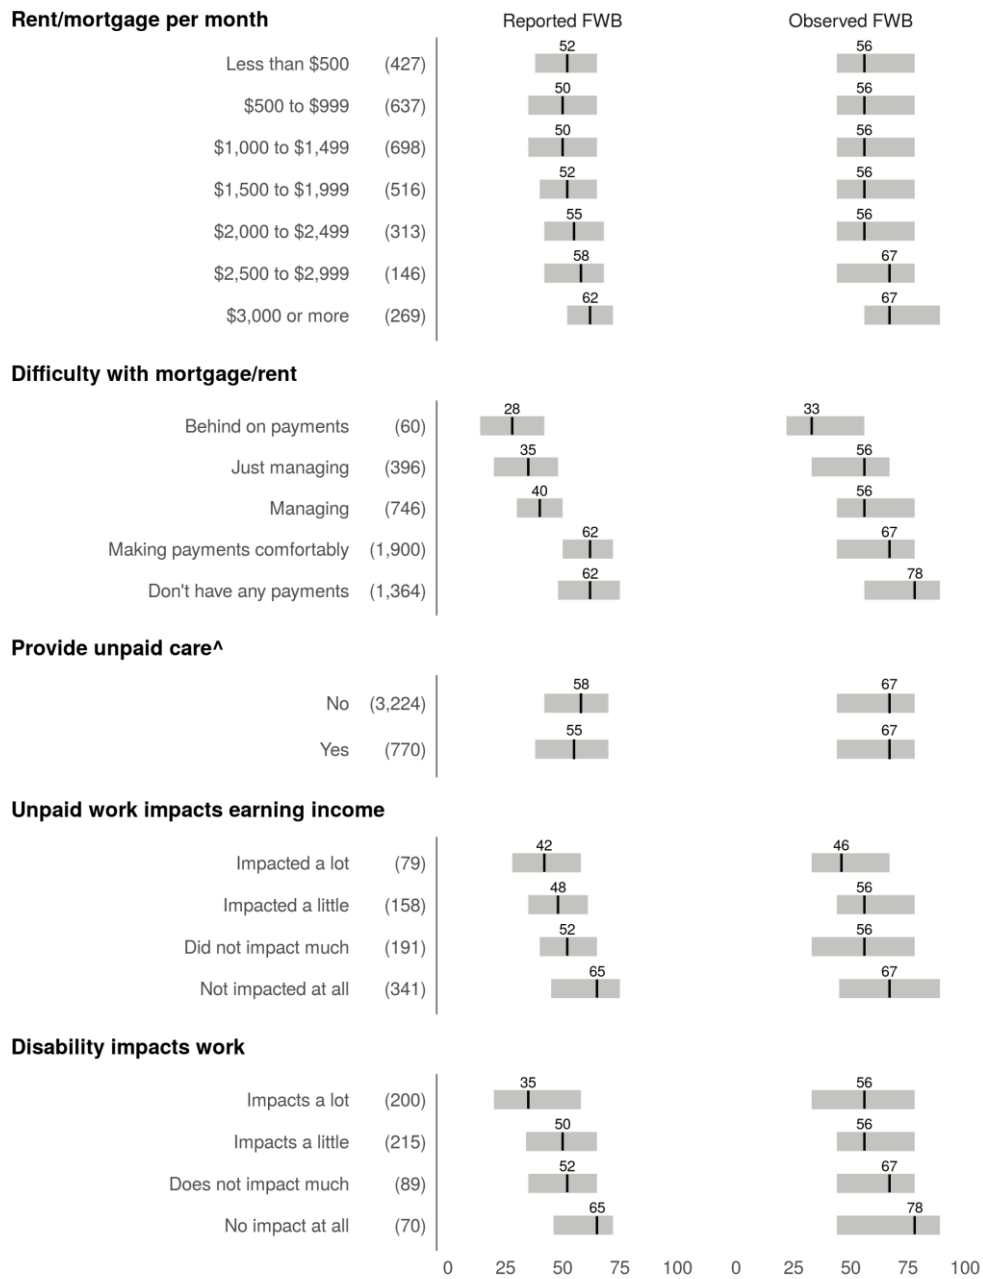 Rent/mortgage per month Reported FWB Observed FWB
Less than $500 (427) 52 56
$500 to $999 (637) 50 56
$1,000 to $1,499 (698) 50 56
$1,500 to $1,999 (516) 52 56
$2,000 to $2,499 (313) 55 56
$2,500 to $2,999 (146) 58 67
$3,000 or more (269) 62 67
Difficulty with mortgage/rent
Behind on payments (60) 28 33
Just managing (396) 35 56
Managing (746) 40 56
Making payments comfortably (1,900) 62 67
Don't have any payments (1,364) 62 78
Provide unpaid care^
No (3,224) 58 67
Yes (770) 55 67
Unpaid work impacts earning income
Impacted a lot (79) 42 46
Impacted a little (158) 48 56
Did not impact much (191) 52 56
Not impacted at all (341) 65 67
Disability impacts work
Impacts a lot (200) 35 56
Impacts a little (215) 50 56
Does not impact much (89) 52 67
No impact at all (70) 65 78
0 25 50 75 100 0 25 50 75 100